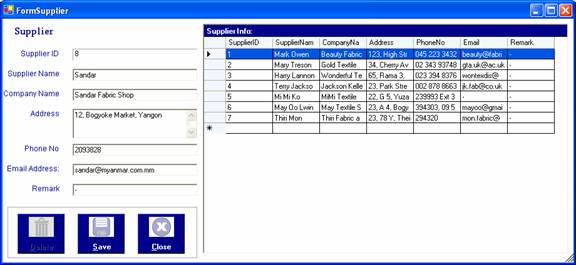 FormSupplier
Supplier
Supplier ID 8
Supplier Name Sandar
Company Name Sandar Fabric Shop
Address 12, Bogyoke Market, Yangon
Phone No 2093828
Email Address: sandar@myanmar.com.mm
Remark -
Delete Save Close
Supplier Info:
SupplierID SupplierNam CompanyNa Address PhoneNo Email Remark
1 Mark Owen Beauty Fabric 123, High Str 045 223 3432 beauty@fabri -
2 Mary Treson Gold Textile 34, Cherry Av 02 343 93748 gta.uk@ac.uk -
3 Harry Lannon Wonderful Te 65, Rama 3, 023 394 8376 wontexdis@ -
4 Terry Jackso Jackson Kelle 23, Park Stre 002 878 8663 jk.fab@co.uk -
5 Mi Mi Ko MiMi Textile 22, G 5, Yuza 239993 Ext 3 - -
6 May Oo Lwin May Textile S 23, A 4, Bogy 394303, 09 5 mayoo@gmai -
7 Thiri Mon Thiri Fabric a 23, 78 Y, Thei 294320 mon.fabric@ -